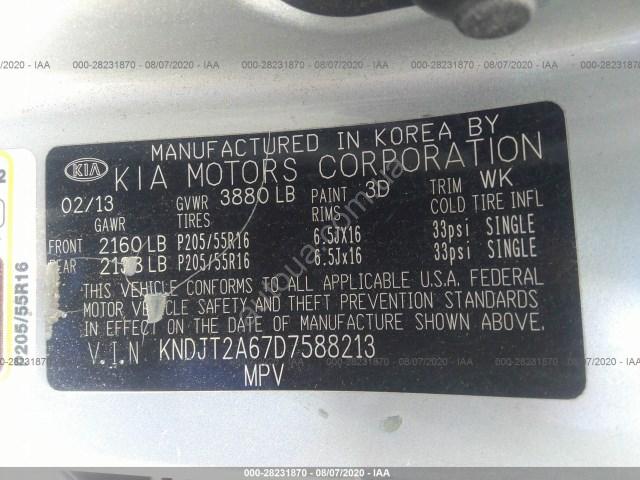 000-28231870 - 08/07/2020 - IAA
MANUFACTURED IN KOREA BY
KIA KIA MOTORS CORPORATION
02/13 GVWR 3880 LB PAINT 3D TRIM WK
GAWR TIRES RIMS COLD TIRE INFL
FRONT 2160 LB P205/55R16 6.5JX16 33psi SINGLE
LB P205/55R16 6.5JX16 33psi SINGLE
THIS VEHICLE CONFORMS TO ALL APPLICABLE U.S.A. FEDERAL
MOTOR VEHICLE SAFETY AND THEFT PREVENTION STANDARDS
IN EFFECT ON THE DATE OF MANUFACTURE SHOWN ABOVE.
V.I.N. KNDJT2A67D7588213
MPV
P205/55R16
000-28231870 - 08/07/2020 - IAA